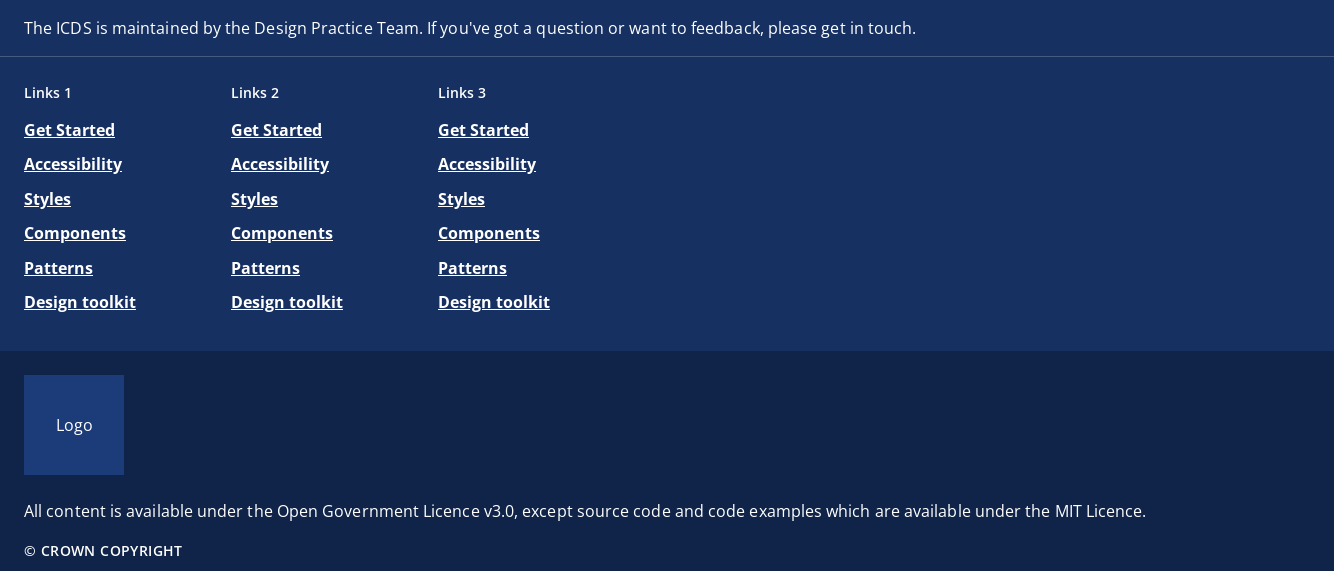 The ICDS is maintained by the Design Practice Team. If you've got a question or want to feedback, please get in touch.
Links 1
Get Started
Accessibility
Styles
Components
Patterns
Design toolkit
Links 2
Get Started
Accessibility
Styles
Components
Patterns
Design toolkit
Links 3
Get Started
Accessibility
Styles
Components
Patterns
Design toolkit
Logo
All content is available under the Open Government Licence v3.0, except source code and code examples which are available under the MIT Licence.
© CROWN COPYRIGHT